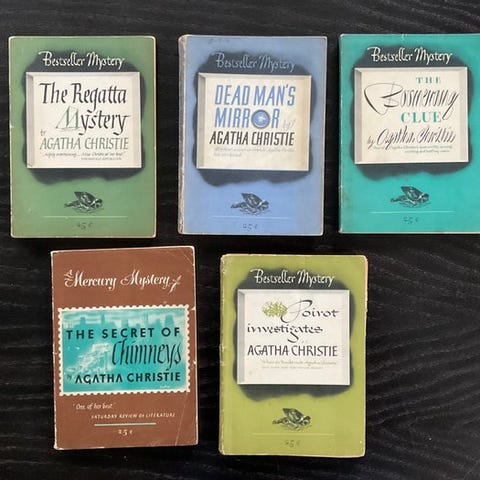 Bestseller Mystery
The Regatta
Mystery
by
AGATHA CHRISTIE
25¢
Bestseller Mystery
DEAD MAN'S
MIRROR by
AGATHA CHRISTIE
25¢
Bestseller Mystery
THE
CLUE
by Agatha Christie
25¢
A Mercury Mystery
THE SECRET OF
Chimneys
by AGATHA CHRISTIE
"One of her best"
SATURDAY REVIEW OF LITERATURE
25¢
Bestseller Mystery
Poirot
investigates
AGATHA CHRISTIE
25¢